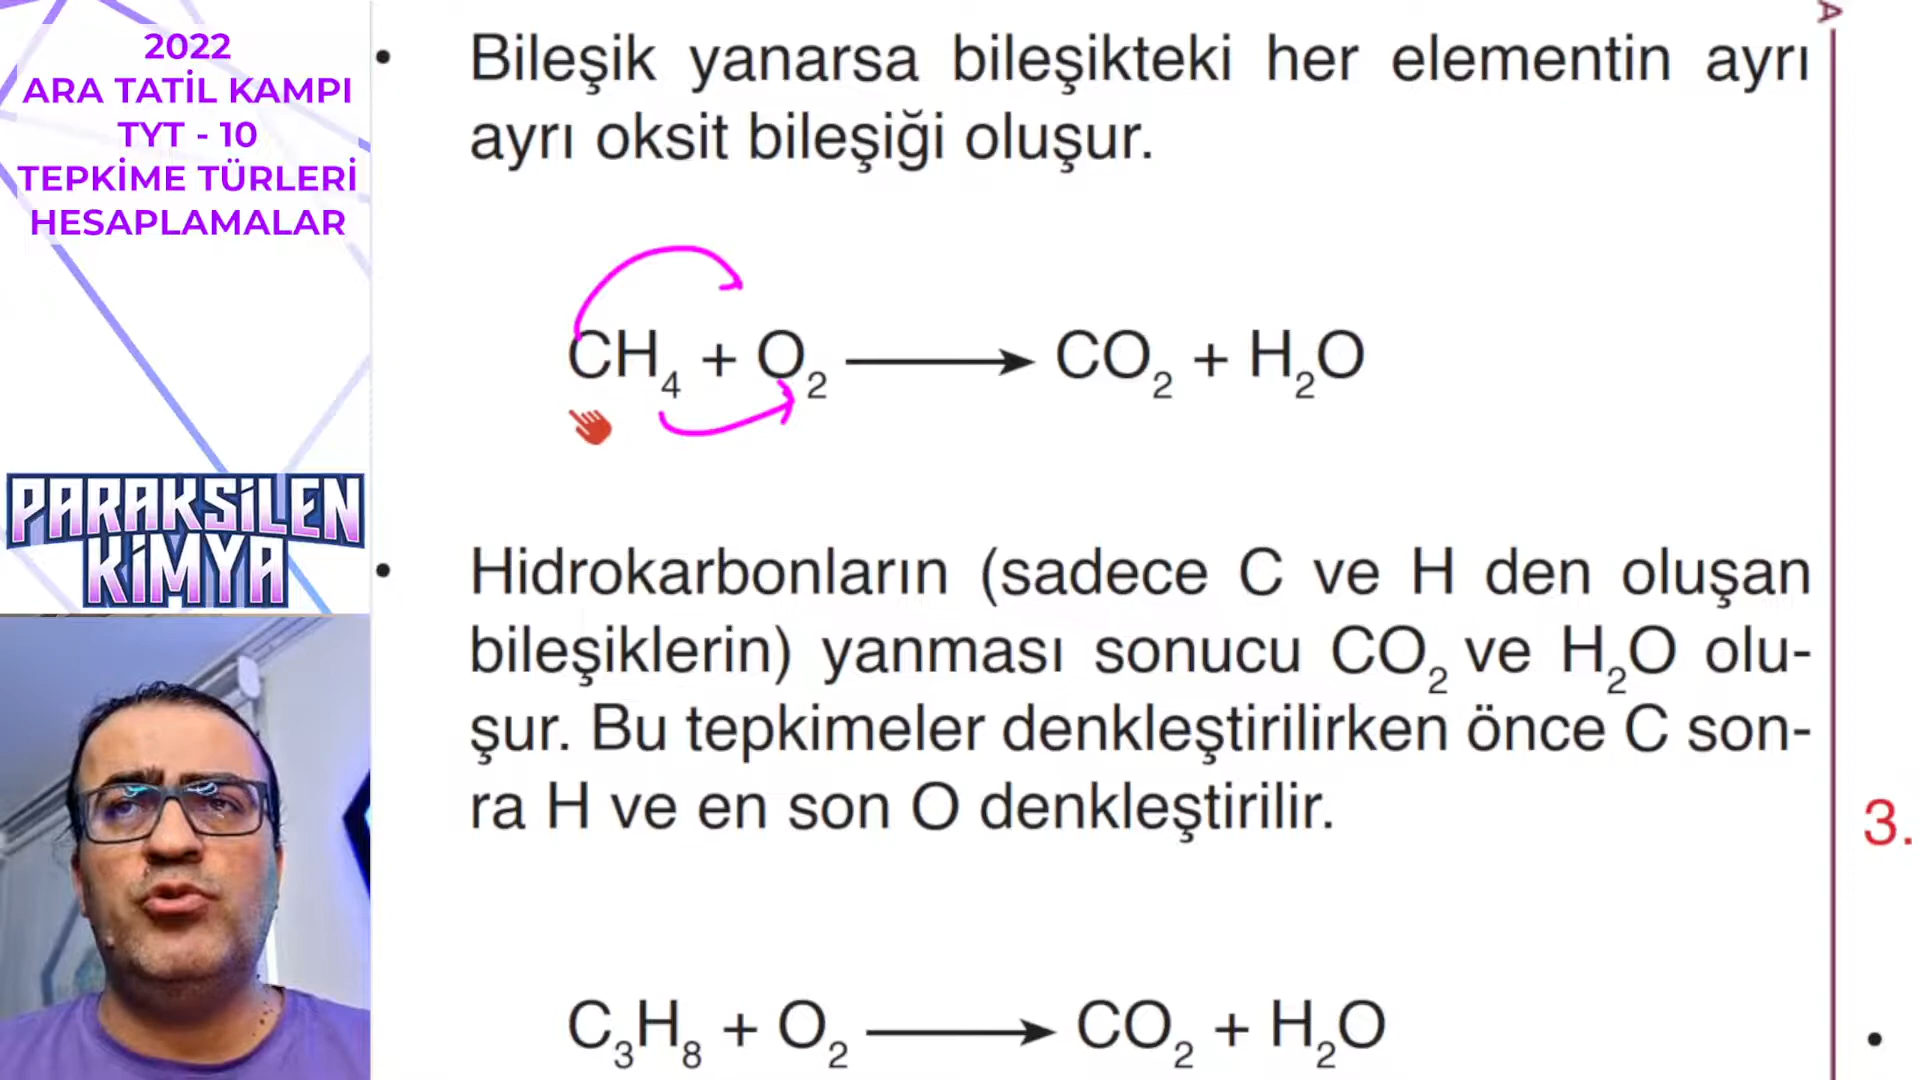 2022
ARA TATİL KAMPI
TYT - 10
TEPKİME TÜRLERİ
HESAPLAMALAR
PARAKSİLEN
KİMYA
• Bileşik yanarsa bileşikteki her elementin ayrı
ayrı oksit bileşiği oluşur.
CH₄ + O₂ ⟶ CO₂ + H₂O
• Hidrokarbonların (sadece C ve H den oluşan
bileşiklerin) yanması sonucu CO₂ ve H₂O olu-
şur. Bu tepkimeler denkleştirilirken önce C son-
ra H ve en son O denkleştirilir.
C₃H₈ + O₂ ⟶ CO₂ + H₂O
A
3.
•